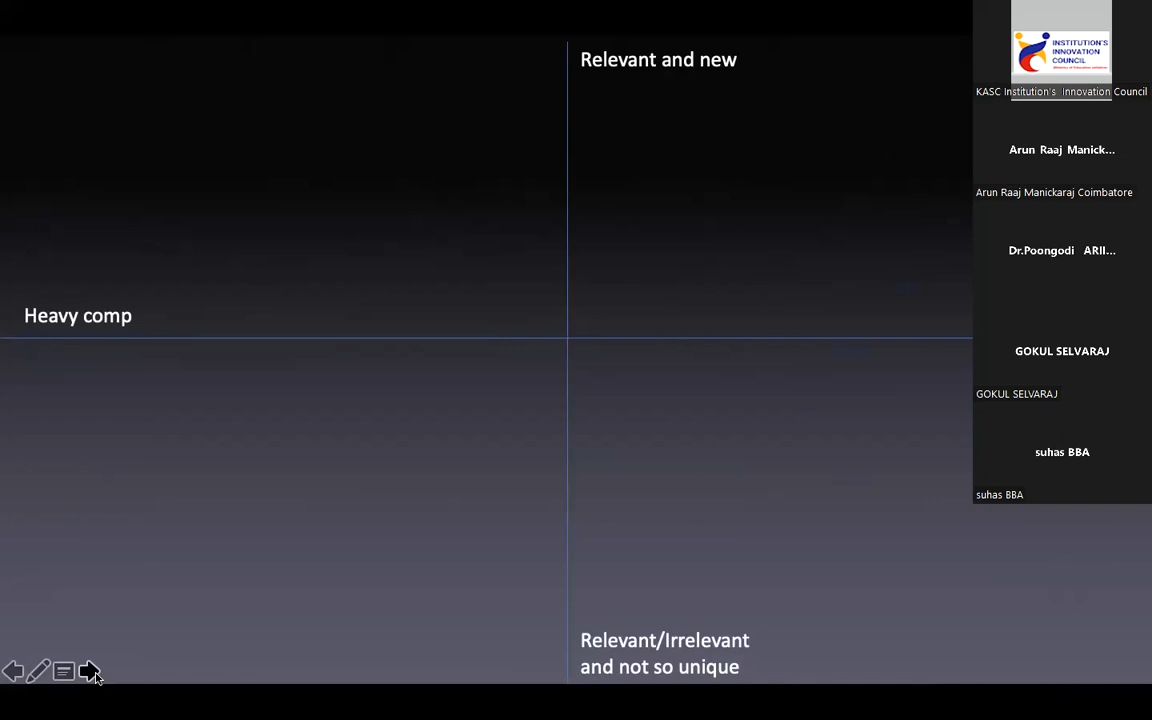 Relevant and new
Heavy comp
Relevant/Irrelevant
and not so unique
INSTITUTION'S
INNOVATION
COUNCIL
KASC Institution's Innovation Council
Arun Raaj Manick...
Arun Raaj Manickaraj Coimbatore
Dr.Poongodi ARII...
GOKUL SELVARAJ
GOKUL SELVARAJ
suhas BBA
suhas BBA